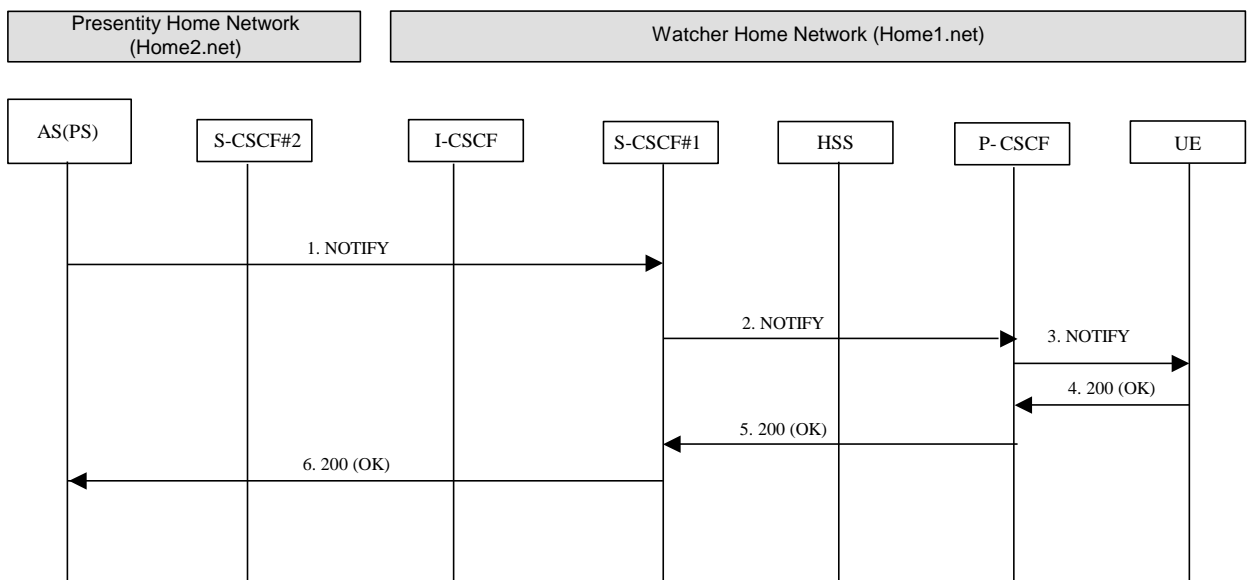 Presentity Home Network
(Home2.net)
Watcher Home Network (Home1.net)
AS(PS)
S-CSCF#2
I-CSCF
S-CSCF#1
HSS
P- CSCF
UE
1. NOTIFY
2. NOTIFY
3. NOTIFY
4. 200 (OK)
5. 200 (OK)
6. 200 (OK)